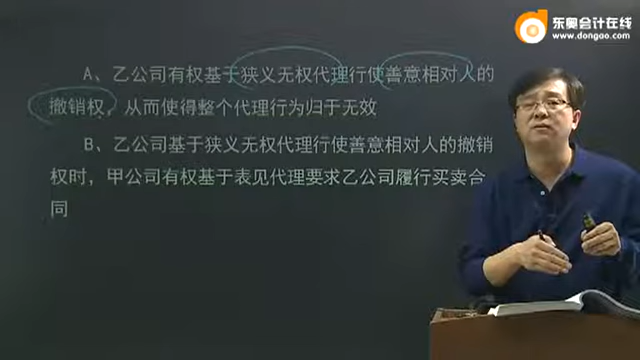 东奥会计在线
www.dongao.com
A、乙公司有权基于狭义无权代理行使善意相对人的
撤销权，从而使得整个代理行为归于无效
B、乙公司基于狭义无权代理行使善意相对人的撤销
权时，甲公司有权基于表见代理要求乙公司履行买卖合
同